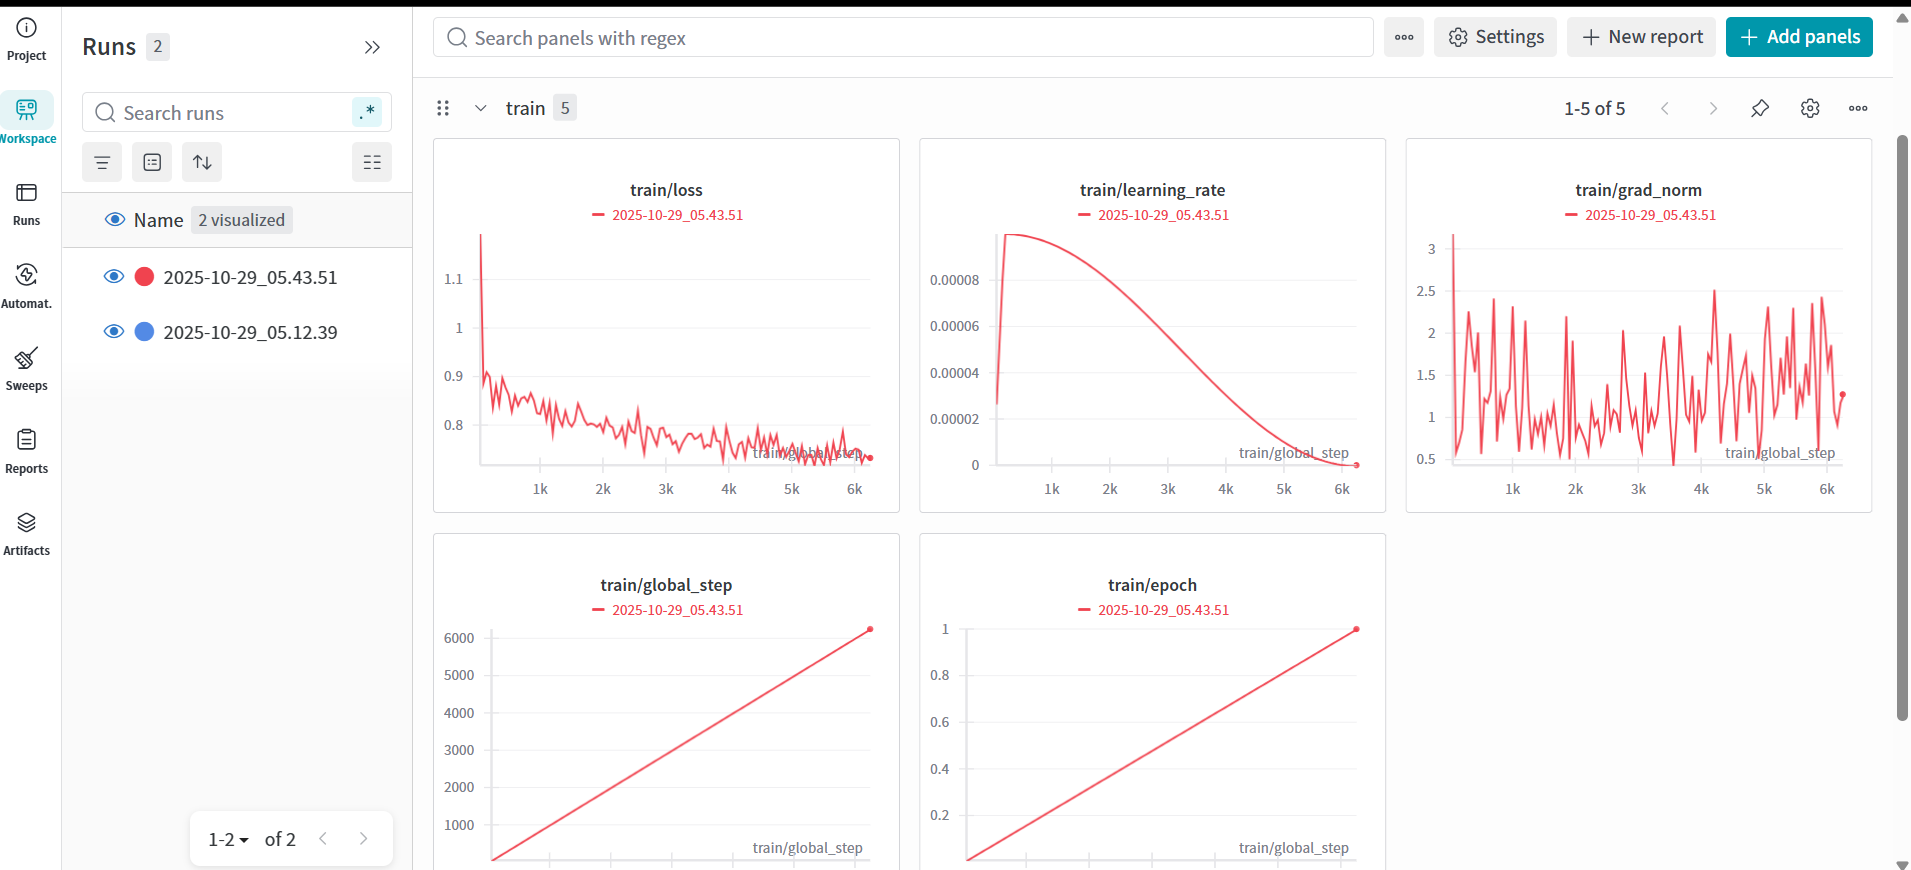 Project
Workspace
Runs
Automat.
Sweeps
Reports
Artifacts
Runs 2
Search runs
.*
Name 2 visualized
2025-10-29_05.43.51
2025-10-29_05.12.39
1-2 of 2
Search panels with regex
Settings
New report
Add panels
train 5
1-5 of 5
train/loss
2025-10-29_05.43.51
1.1
1
0.9
0.8
train/global_step
1k 2k 3k 4k 5k 6k
train/learning_rate
2025-10-29_05.43.51
0.00008
0.00006
0.00004
0.00002
0
train/global_step
1k 2k 3k 4k 5k 6k
train/grad_norm
2025-10-29_05.43.51
3
2.5
2
1.5
1
0.5
train/global_step
1k 2k 3k 4k 5k 6k
train/global_step
2025-10-29_05.43.51
6000
5000
4000
3000
2000
1000
train/global_step
train/epoch
2025-10-29_05.43.51
1
0.8
0.6
0.4
0.2
train/global_step